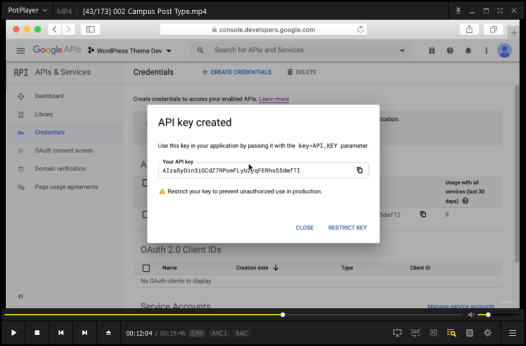 PotPlayer
MP4
[43/173] 002 Campus Post Type.mp4
console.developers.google.com
Google APIs
WordPress Theme Dev
Search for APIs and Services
API
APIs & Services
Credentials
+ CREATE CREDENTIALS
DELETE
Dashboard
Library
Credentials
OAuth consent screen
Domain verification
Page usage agreements
Create credentials to access your enabled APIs. Learn more
API key created
Use this key in your application by passing it with the key=API_KEY parameter.
Your API key
Restrict your key to prevent unauthorized use in production.
CLOSE
RESTRICT KEY
Usage with all
services (last 30
days)
0
OAuth 2.0 Client IDs
Name
Creation date
Type
Client ID
No OAuth clients to display
Service Accounts
Manage service accounts
00:12:04 / 00:19:46 S/W AVC1 AAC
360°
3D